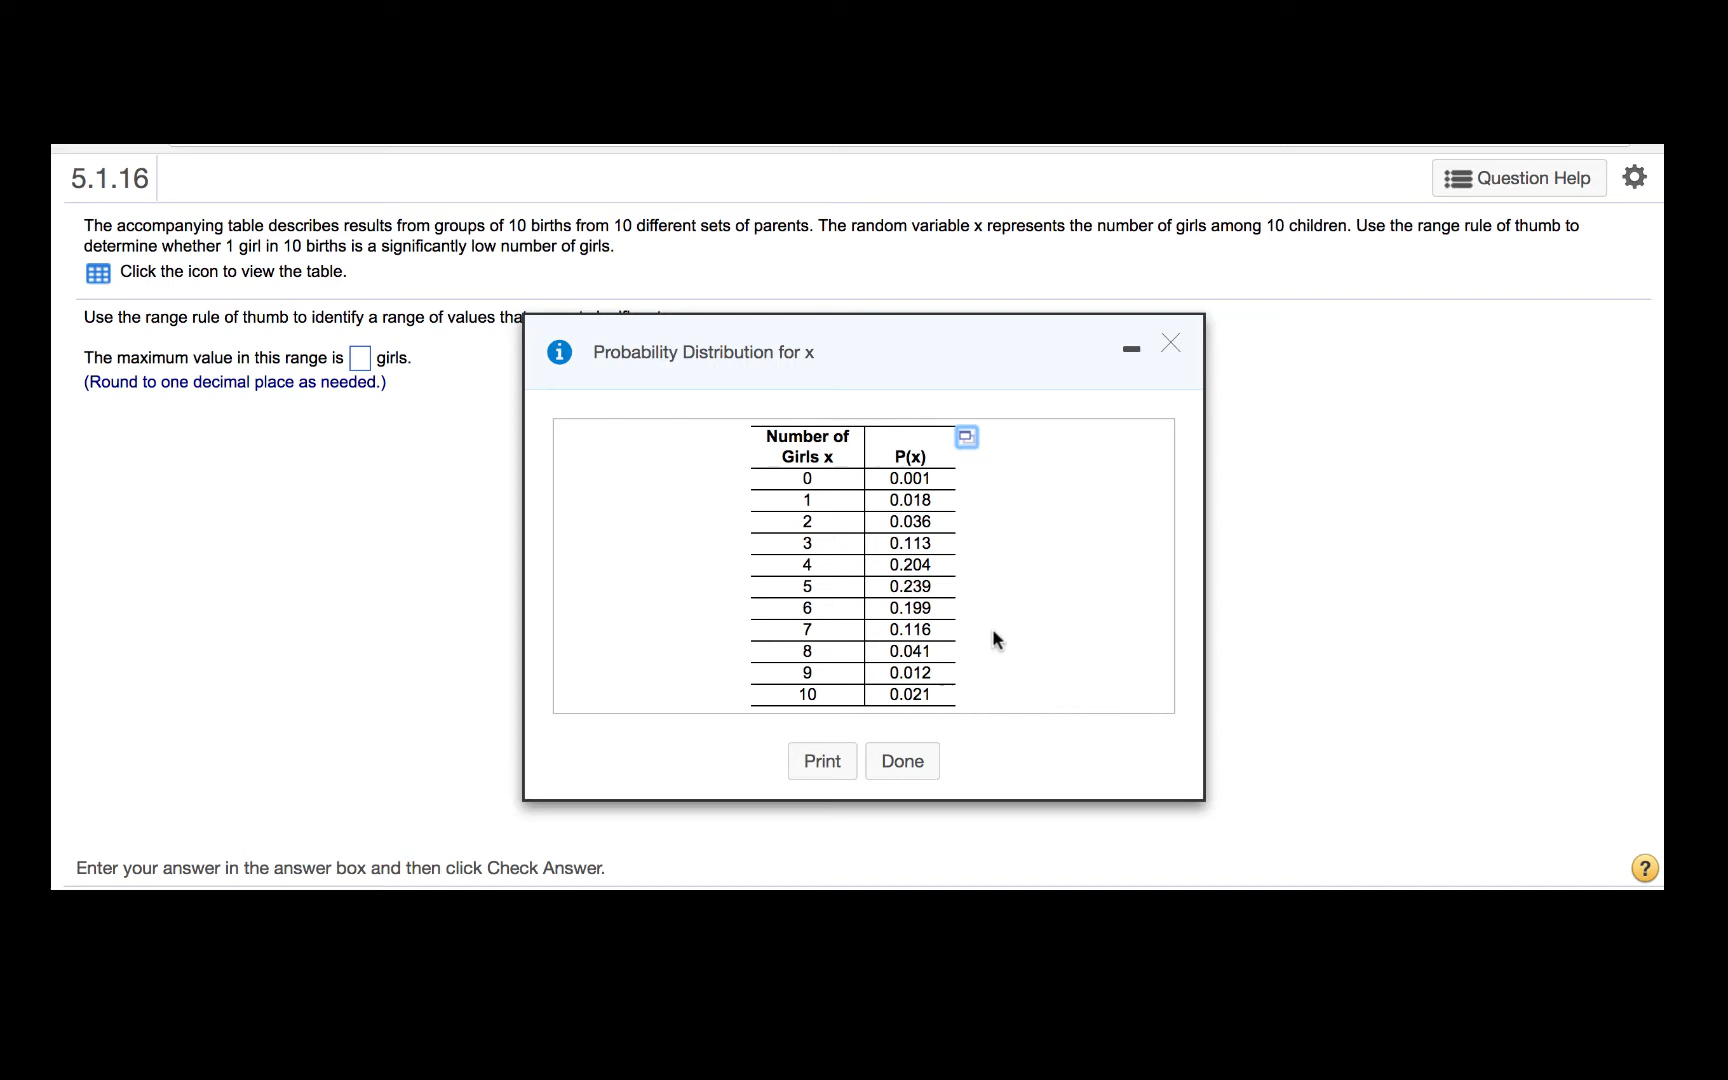 5.1.16
Question Help
The accompanying table describes results from groups of 10 births from 10 different sets of parents. The random variable x represents the number of girls among 10 children. Use the range rule of thumb to
determine whether 1 girl in 10 births is a significantly low number of girls.
Click the icon to view the table.
Use the range rule of thumb to identify a range of values
The maximum value in this range is girls.
(Round to one decimal place as needed.)
i Probability Distribution for x
Number of
Girls x P(x)
0 0.001
1 0.018
2 0.036
3 0.113
4 0.204
5 0.239
6 0.199
7 0.116
8 0.041
9 0.012
10 0.021
Print Done
Enter your answer in the answer box and then click Check Answer.
?